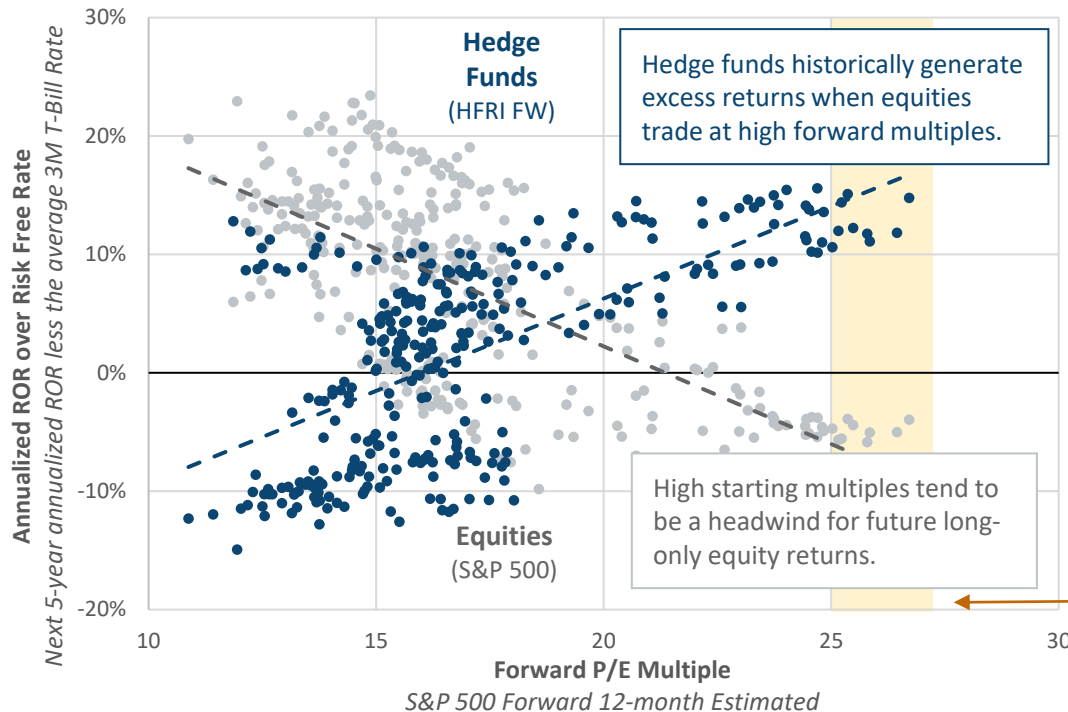 30%
20%
10%
0%
-10%
-20%
Annualized ROR over Risk Free Rate
Next 5-year annualized ROR less the average 3M T-Bill Rate
Hedge
Funds
(HFRI FW)
Hedge funds historically generate
excess returns when equities
trade at high forward multiples.
Equities
(S&P 500)
High starting multiples tend to
be a headwind for future long-
only equity returns.
10
15
20
25
30
Forward P/E Multiple
S&P 500 Forward 12-month Estimated